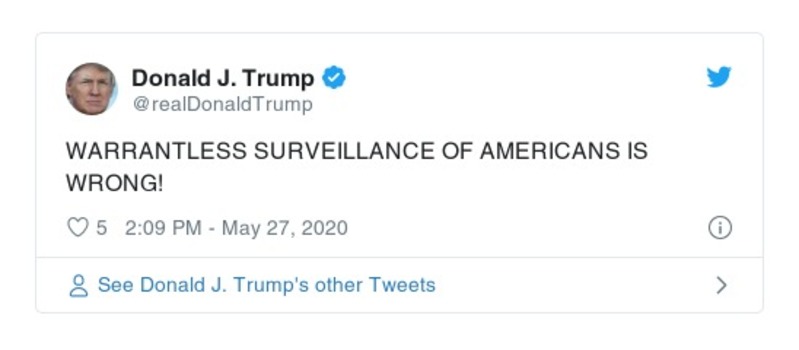 Donald J. Trump
@realDonaldTrump
WARRANTLESS SURVEILLANCE OF AMERICANS IS
WRONG!
5 2:09 PM - May 27, 2020
See Donald J. Trump's other Tweets